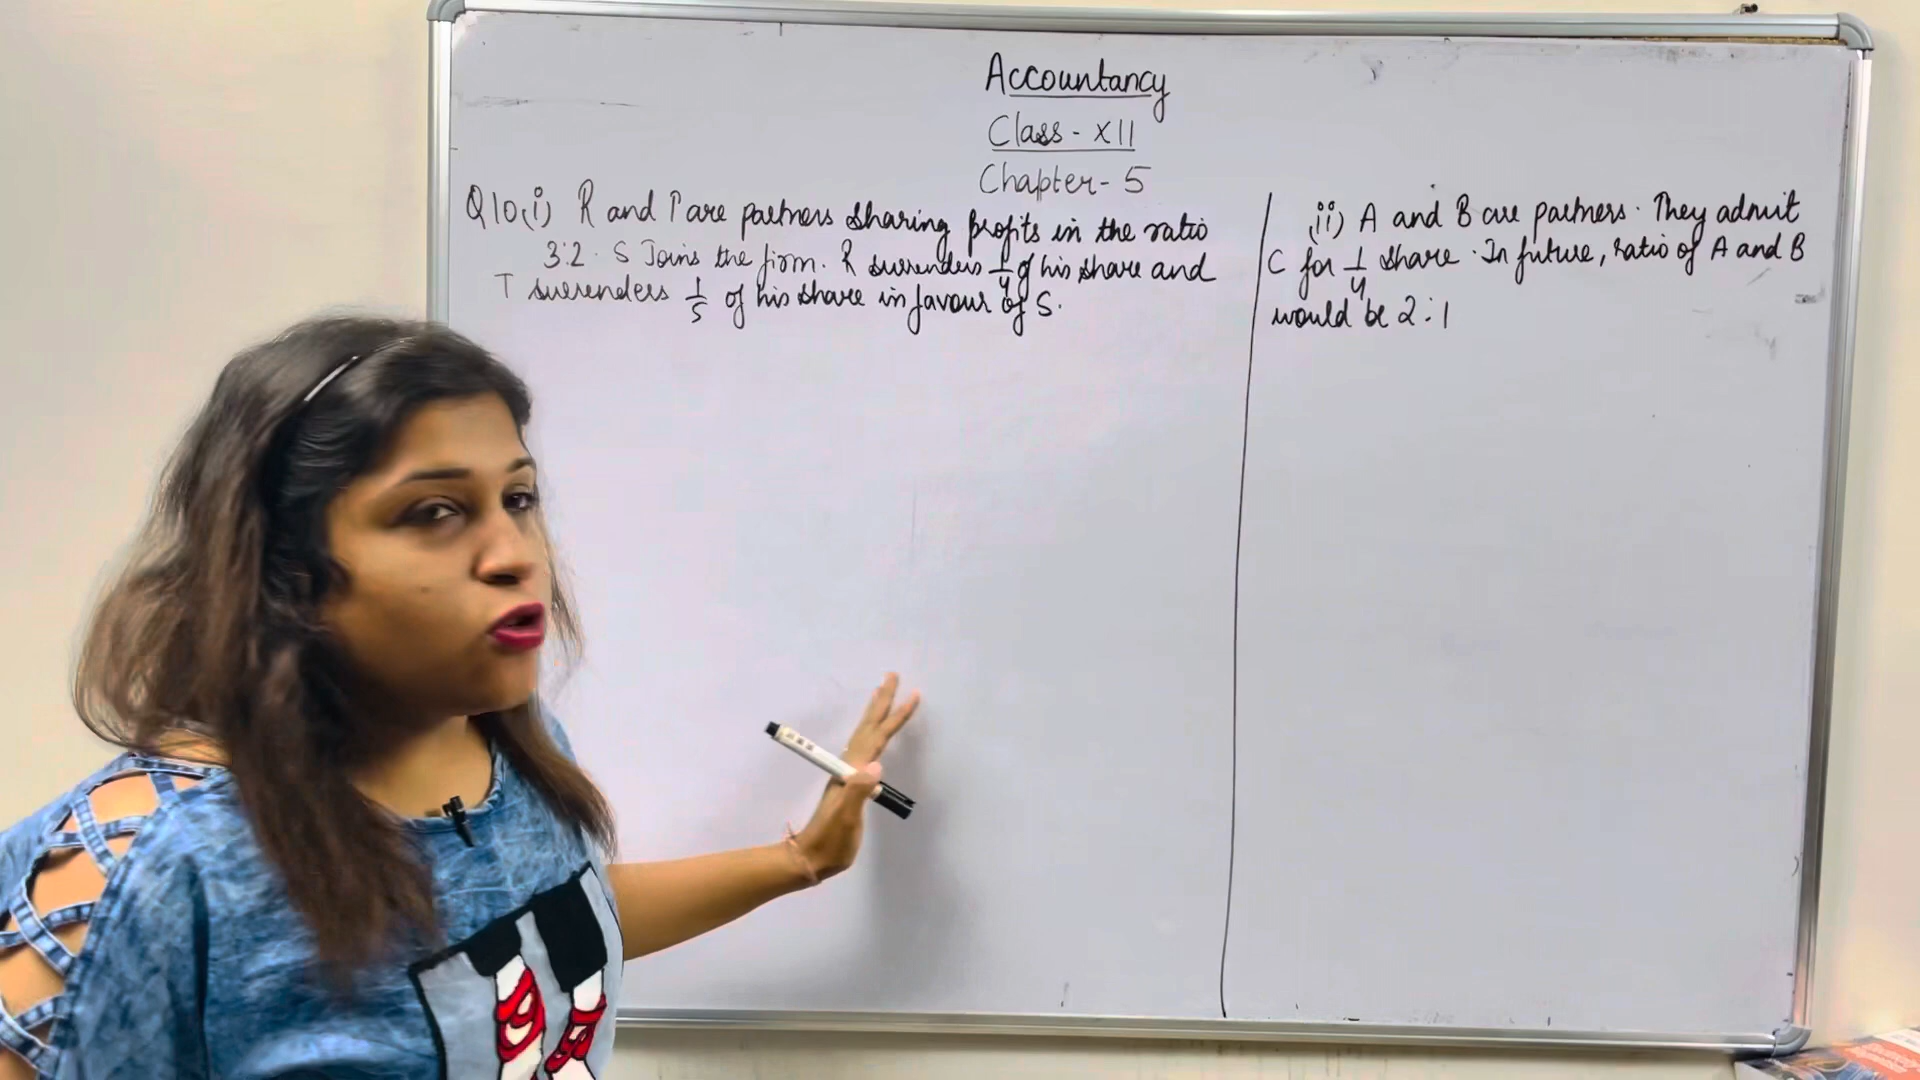 Accountancy
Class - XII
Chapter - 5
Q10(i) R and T are partners sharing profits in the ratio
3:2. S Joins the firm. R surrenders 1/4 of his share and
T surrenders 1/5 of his share in favour of S.
(ii) A and B are partners. They admit
C for 1/4 share. In future, ratio of A and B
would be 2:1